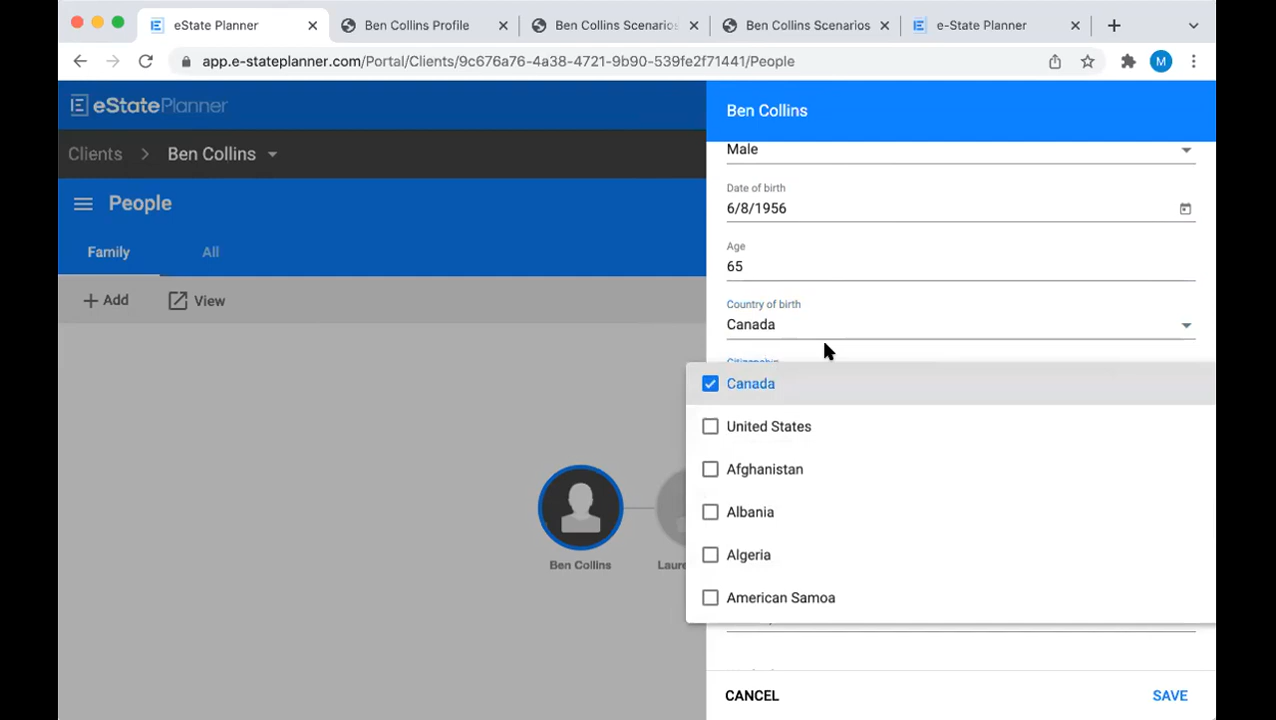 eState Planner
Ben Collins Profile
Ben Collins Scenarios
Ben Collins Scenarios
e-State Planner
app.e-stateplanner.com/Portal/Clients/9c676a76-4a38-4721-9b90-539fe2f71441/People
M
eStatePlanner
Ben Collins
Clients > Ben Collins
Male
People
Date of birth
6/8/1956
Family
All
Age
65
+ Add
View
Country of birth
Canada
Citizenship
Canada
United States
Afghanistan
Albania
Algeria
American Samoa
Ben Collins
Laure
CANCEL
SAVE